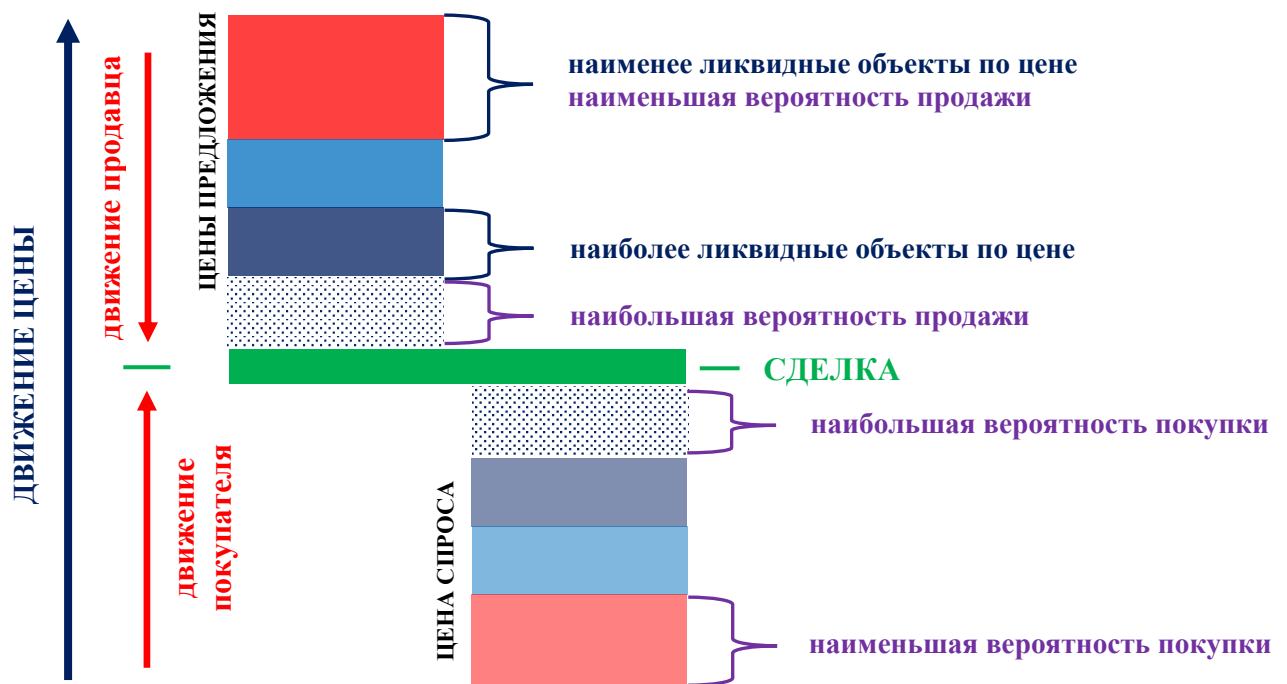 ДВИЖЕНИЕ ЦЕНЫ
движение продавца
ЦЕНЫ ПРЕДЛОЖЕНИЯ
наименее ликвидные объекты по цене
наименьшая вероятность продажи
наиболее ликвидные объекты по цене
наибольшая вероятность продажи
СДЕЛКА
движение
покупателя
ЦЕНА СПРОСА
наибольшая вероятность покупки
наименьшая вероятность покупки